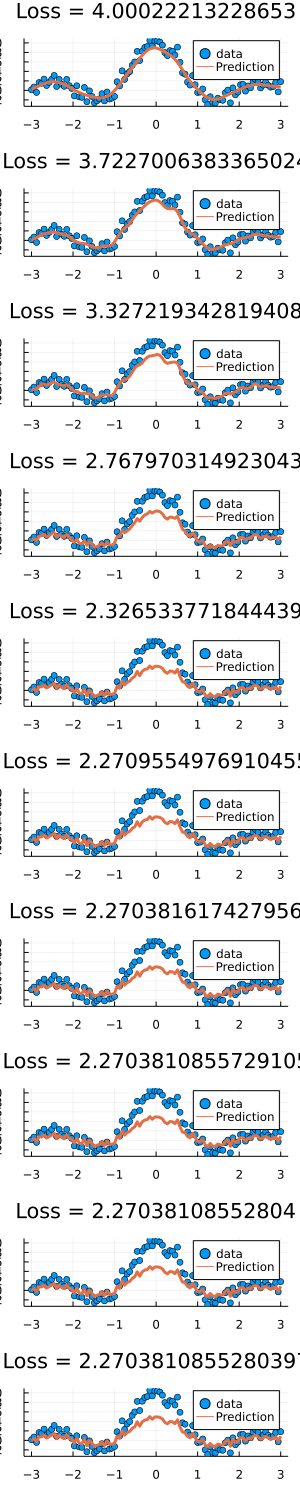 Loss = 4.00022213228653
data
Prediction
−3 −2 −1 0 1 2 3
Loss = 3.7227006383365024
data
Prediction
−3 −2 −1 0 1 2 3
Loss = 3.327219342819408
data
Prediction
−3 −2 −1 0 1 2 3
Loss = 2.767970314923043
data
Prediction
−3 −2 −1 0 1 2 3
Loss = 2.326533771844439
data
Prediction
−3 −2 −1 0 1 2 3
Loss = 2.2709554976910455
data
Prediction
−3 −2 −1 0 1 2 3
Loss = 2.270381617427956
data
Prediction
−3 −2 −1 0 1 2 3
Loss = 2.2703810855729105
data
Prediction
−3 −2 −1 0 1 2 3
Loss = 2.27038108552804
data
Prediction
−3 −2 −1 0 1 2 3
Loss = 2.2703810855280397
data
Prediction
−3 −2 −1 0 1 2 3